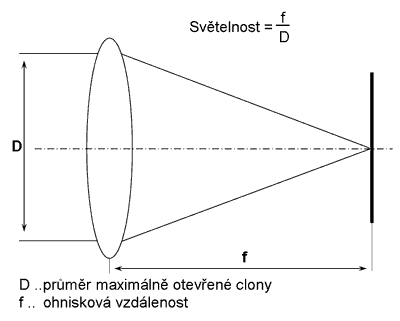 Světelnost = f/D
D
f
D ..průměr maximálně otevřené clony
f .. ohnisková vzdálenost